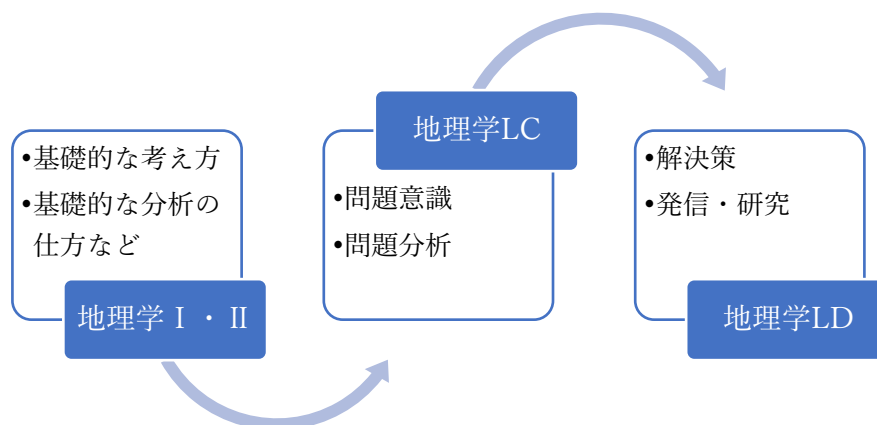 •基礎的な考え方
•基礎的な分析の
仕方など
地理学Ⅰ・Ⅱ
地理学LC
•問題意識
•問題分析
•解決策
•発信・研究
地理学LD